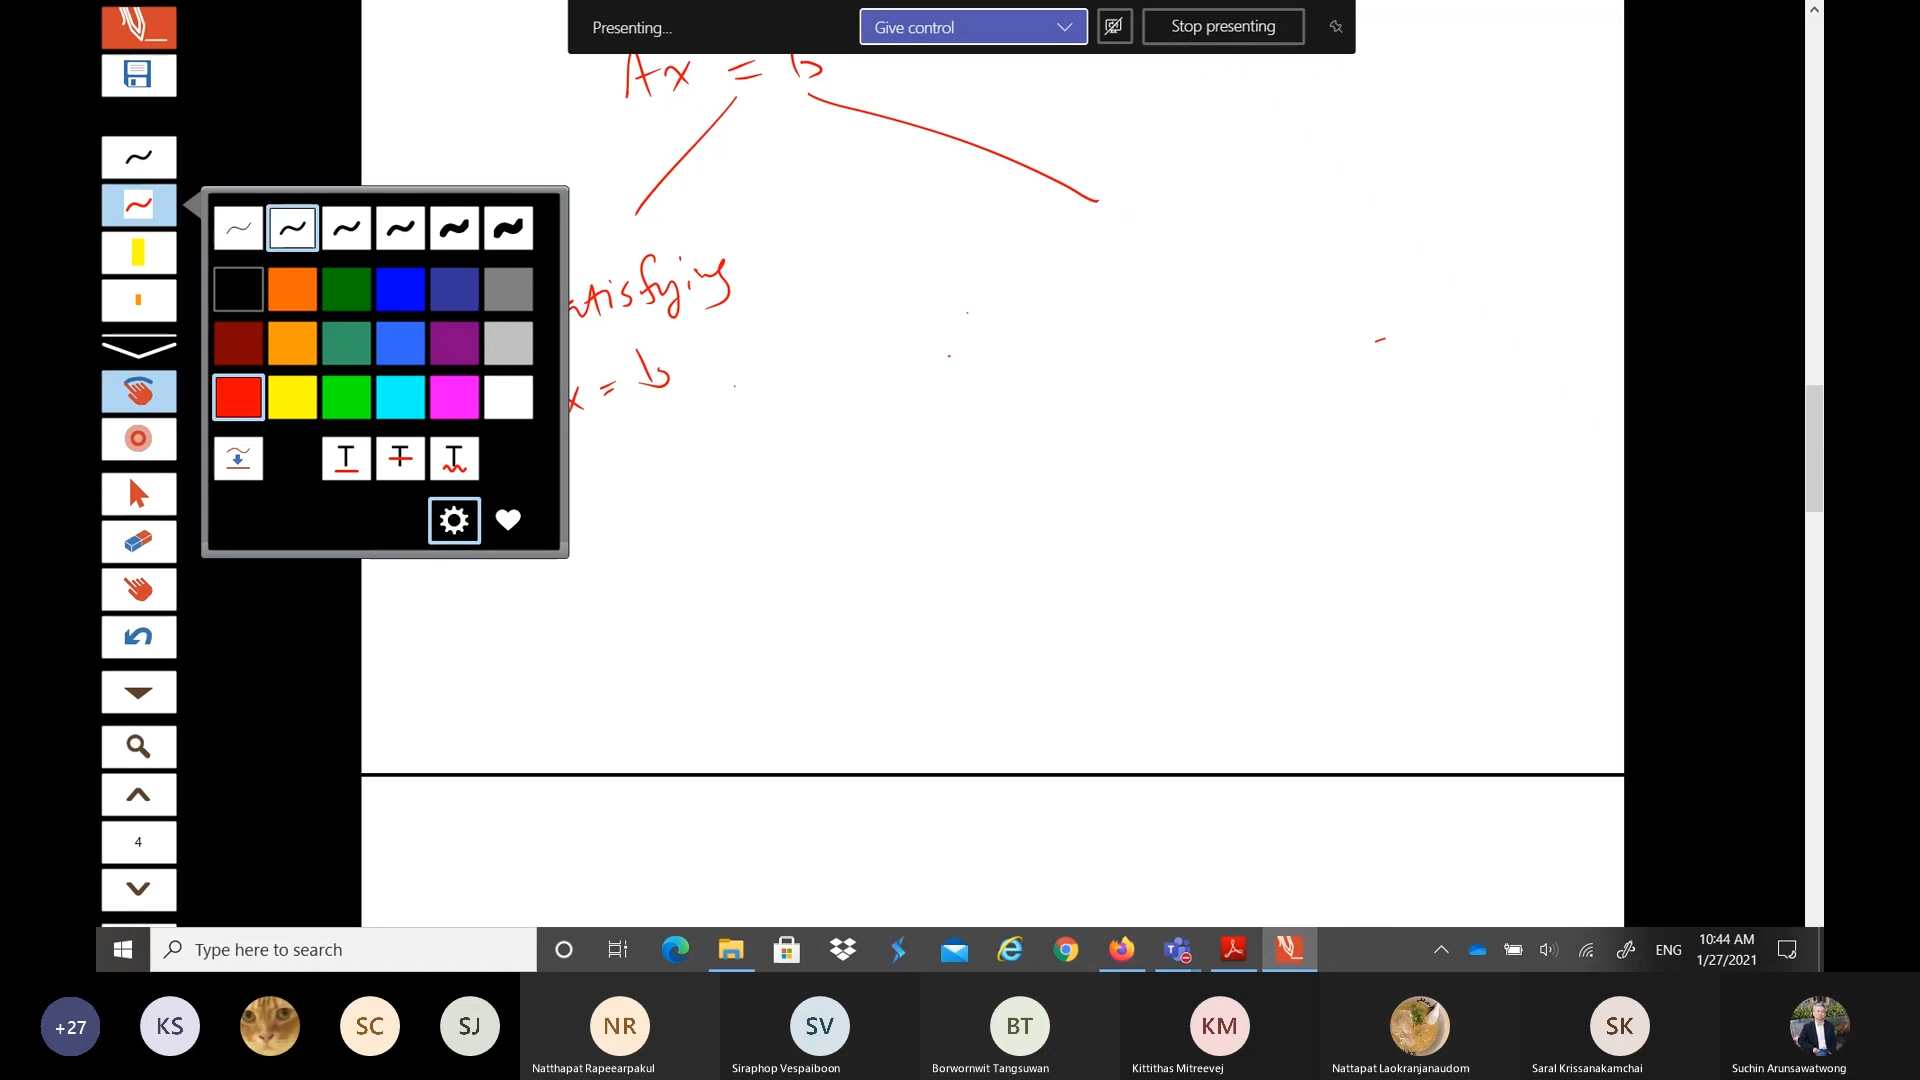 Presenting...
Give control
Stop presenting
Ax = b
x = b
T T T
4
Type here to search
ENG
10:44 AM
1/27/2021
+27
KS
SC
SJ
NR
SV
BT
KM
SK
Natthapat Rapeearpakul
Siraphop Vespaiboon
Borwornwit Tangsuwan
Kittithas Mitreevej
Nattapat Laokranjanaudom
Saral Krissanakamchai
Suchin Arunsawatwong